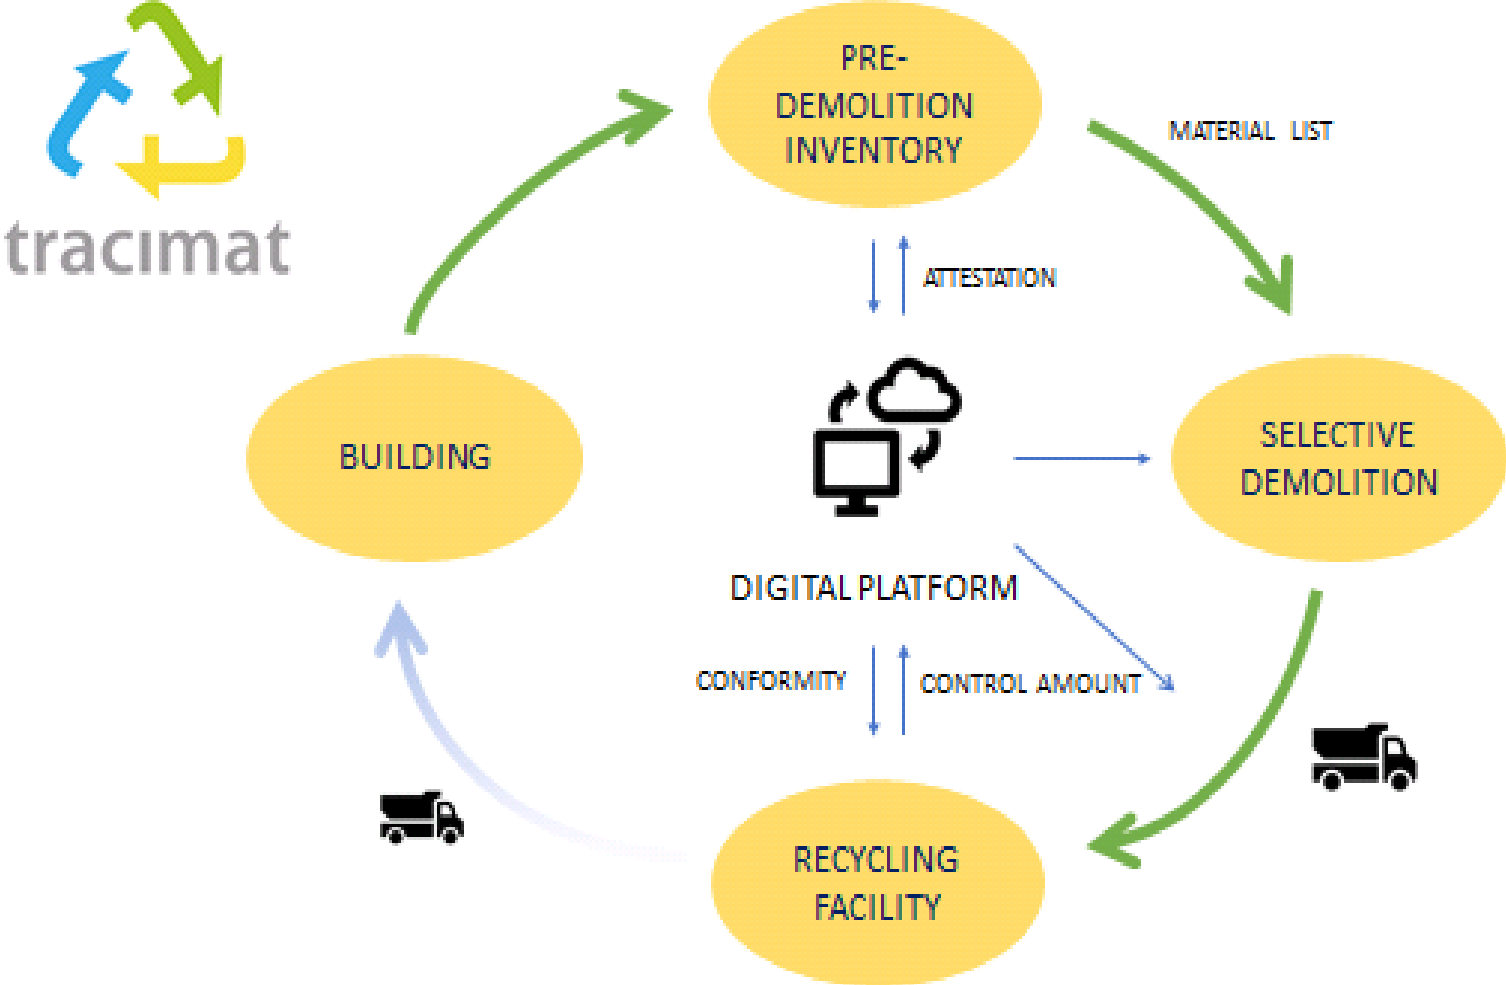 tracimat
PRE-
DEMOLITION
INVENTORY
MATERIAL LIST
ATTESTATION
BUILDING
SELECTIVE
DEMOLITION
DIGITAL PLATFORM
CONFORMITY
CONTROL AMOUNT
RECYCLING
FACILITY